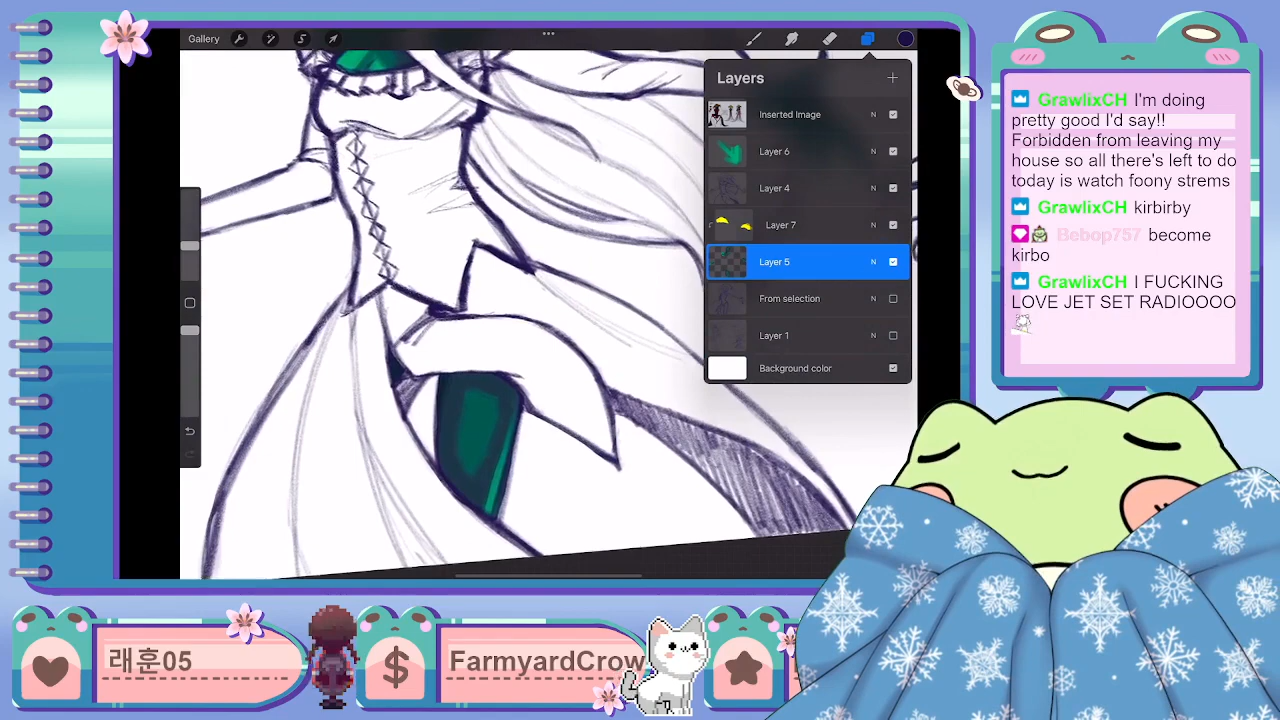 Gallery
Layers
Inserted Image N
Layer 6 N
Layer 4 N
Layer 7 N
Layer 5 N
From selection N
Layer 1 N
Background color
GrawlixCH I'm doing
pretty good I'd say!!
Forbidden from leaving my
house so all there's left to do
today is watch foony strems
GrawlixCH kirbirby
Bebop757 become
kirbo
GrawlixCH I FUCKING
LOVE JET SET RADIOOOO
래훈05
$
FarmyardCrow